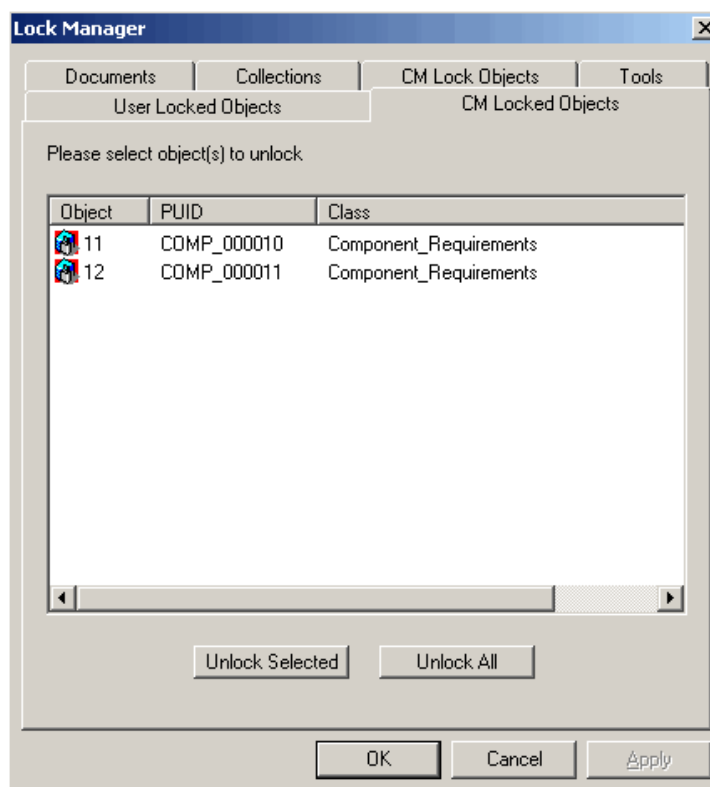 Lock Manager
Documents Collections CM Lock Objects Tools
User Locked Objects CM Locked Objects
Please select object(s) to unlock
Object PUID Class
11 COMP_000010 Component_Requirements
12 COMP_000011 Component_Requirements
Unlock Selected Unlock All
OK Cancel Apply